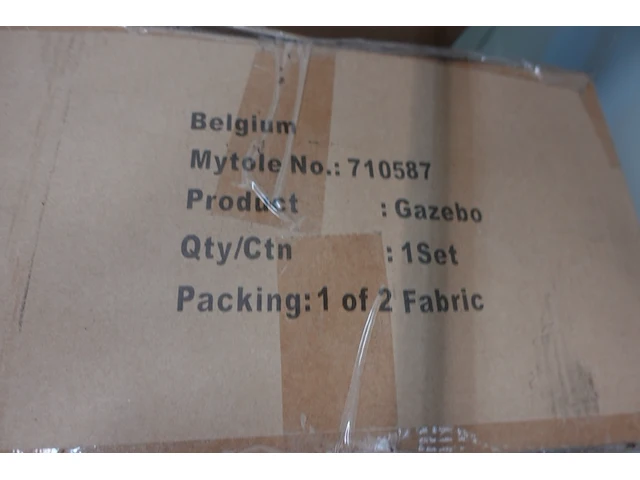 Belgium
Mytole No.: 710587
Product : Gazebo
Qty/Ctn : 1Set
Packing: 1 of 2 Fabric